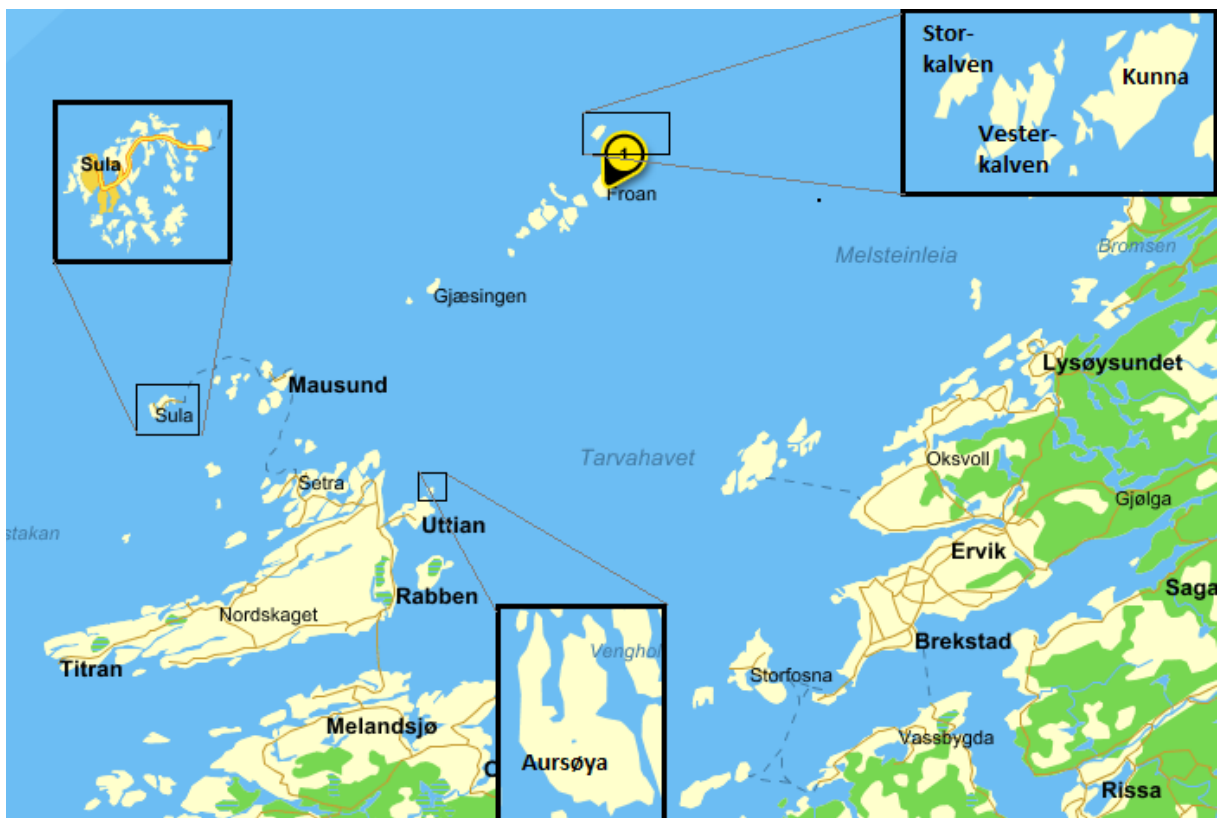 Stor-
kalven
Kunna
Vester-
kalven
Sula
1
Froan
Melsteinleia
Bromsen
Gjæsingen
Lysøysundet
Mausund
Sula
Tarvahavet
Oksvoll
Setra
Gjølga
Uttian
stakan
Ervik
Rabben
Saga
Nordskaget
Brekstad
Venghol
Titran
Storfosna
Melandsjø
Vassbygda
Aursøya
Rissa